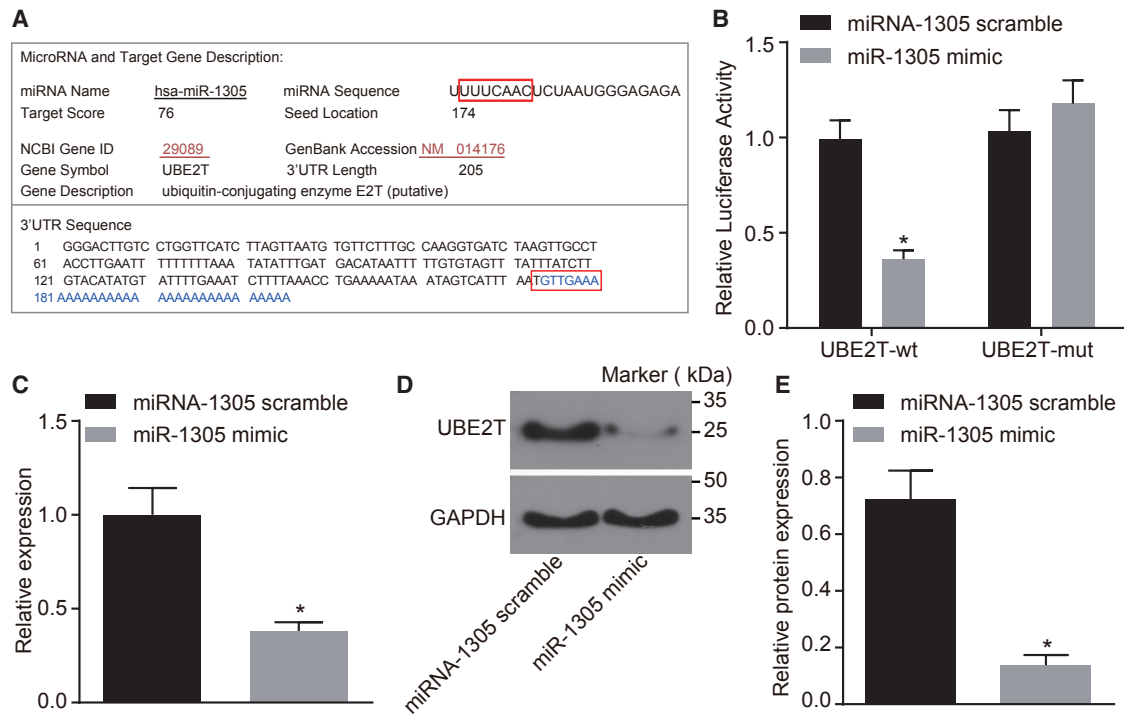 A
MicroRNA and Target Gene Description:
miRNA Name hsa-miR-1305 miRNA Sequence UUUUCAACUCUAAUGGGAGAGA
Target Score 76 Seed Location 174
NCBI Gene ID 29089 GenBank Accession NM 014176
Gene Symbol UBE2T 3'UTR Length 205
Gene Description ubiquitin-conjugating enzyme E2T (putative)
3'UTR Sequence
1 GGGACTTGTC CTGGTTCATC TTAGTTAATG TGTTCTTTGC CAAGGTGATC TAAGTTGCCT
61 ACCTTGAATT TTTTTTTAAA TATATTTGAT GACATAATTT TTGTGTAGTT TATTTATCTT
121 GTACATATGT ATTTTGAAAT CTTTTAAACC TGAAAAATAA ATAGTCATTT AATGTTGAAA
181 AAAAAAAAAA AAAAAAAAAA AAAAA
B
miRNA-1305 scramble
miR-1305 mimic
Relative Luciferase Activity
1.5
1.0
0.5
0.0
*
UBE2T-wt UBE2T-mut
C
miRNA-1305 scramble
miR-1305 mimic
Relative expression
1.5
1.0
0.5
0.0
*
D
Marker ( kDa)
35
UBE2T
25
50
GAPDH
35
miRNA-1305 scramble
miR-1305 mimic
E
miRNA-1305 scramble
miR-1305 mimic
Relative protein expression
1.0
0.8
0.6
0.4
0.2
0.0
*